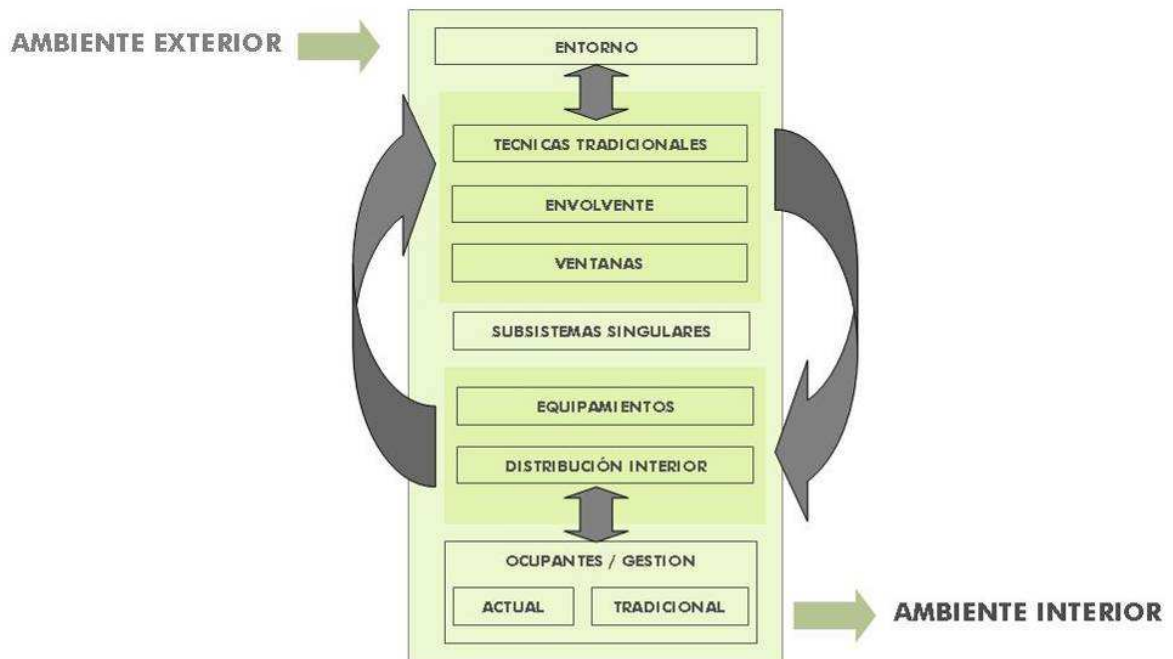 AMBIENTE EXTERIOR
ENTORNO
TECNICAS TRADICIONALES
ENVOLVENTE
VENTANAS
SUBSISTEMAS SINGULARES
EQUIPAMIENTOS
DISTRIBUCIÓN INTERIOR
OCUPANTES / GESTION
ACTUAL
TRADICIONAL
AMBIENTE INTERIOR